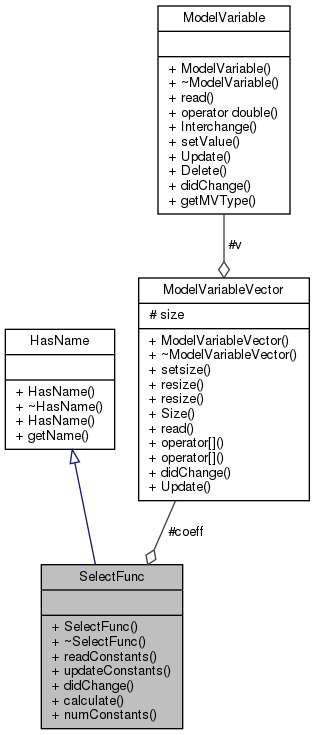 ModelVariable
+ ModelVariable()
+ ~ModelVariable()
+ read()
+ operator double()
+ Interchange()
+ setValue()
+ Update()
+ Delete()
+ didChange()
+ getMVType()
#v
ModelVariableVector
# size
+ ModelVariableVector()
+ ~ModelVariableVector()
+ setsize()
+ resize()
+ resize()
+ Size()
+ read()
+ operator[]()
+ operator[]()
+ didChange()
+ Update()
HasName
+ HasName()
+ ~HasName()
+ HasName()
+ getName()
#coeff
SelectFunc
+ SelectFunc()
+ ~SelectFunc()
+ readConstants()
+ updateConstants()
+ didChange()
+ calculate()
+ numConstants()